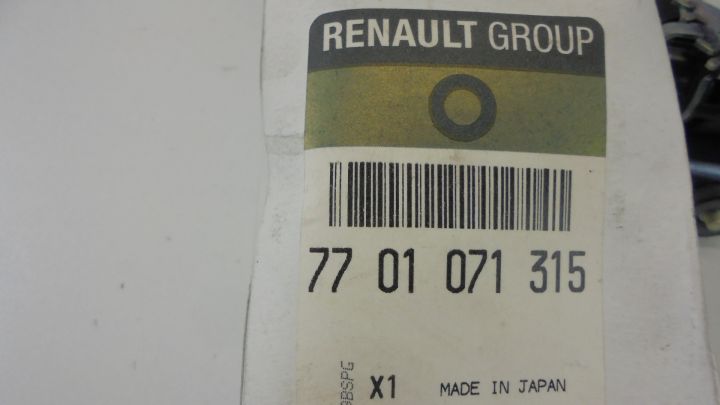 RENAULT GROUP
77 01 071 315
X1 MADE IN JAPAN